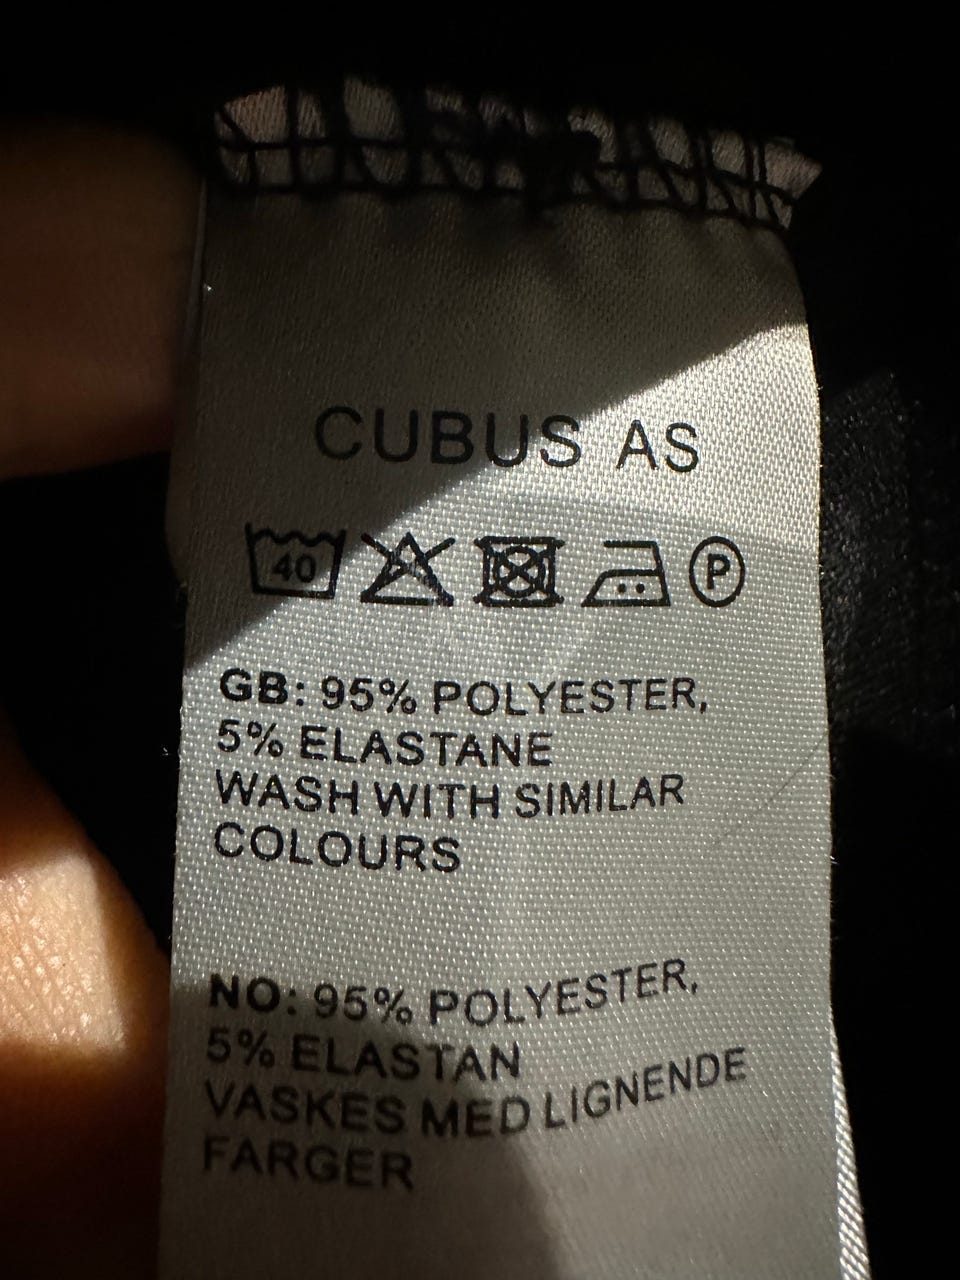 CUBUS AS
40 P
GB: 95% POLYESTER,
5% ELASTANE
WASH WITH SIMILAR
COLOURS
NO: 95% POLYESTER,
5% ELASTAN
VASKES MED LIGNENDE
FARGER